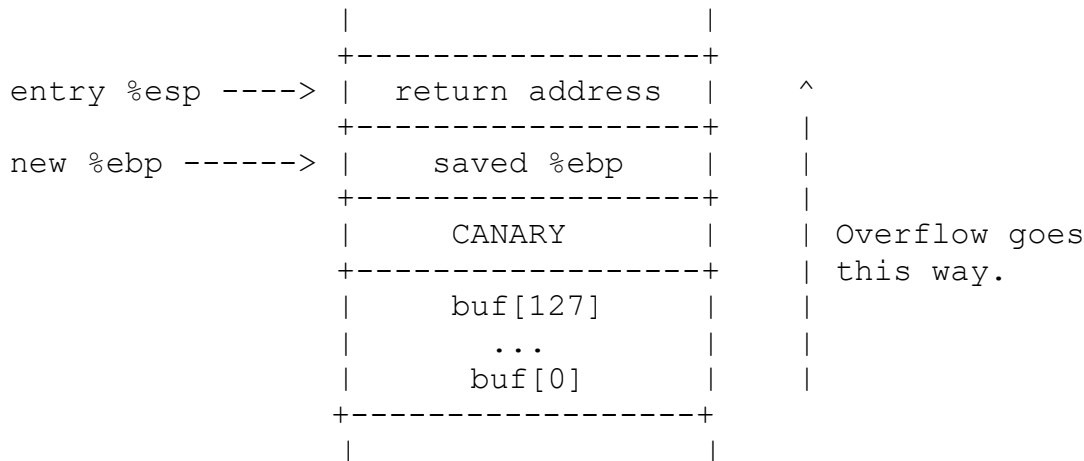 |                  |
+------------------+
entry %esp ----> |  return address  |    ^
+------------------+    |
new %ebp ------> |    saved %ebp    |    |
+------------------+    |
|     CANARY       |    | Overflow goes
+------------------+    | this way.
|     buf[127]     |    |
|       ...        |    |
|      buf[0]      |    |
+------------------+
|                  |